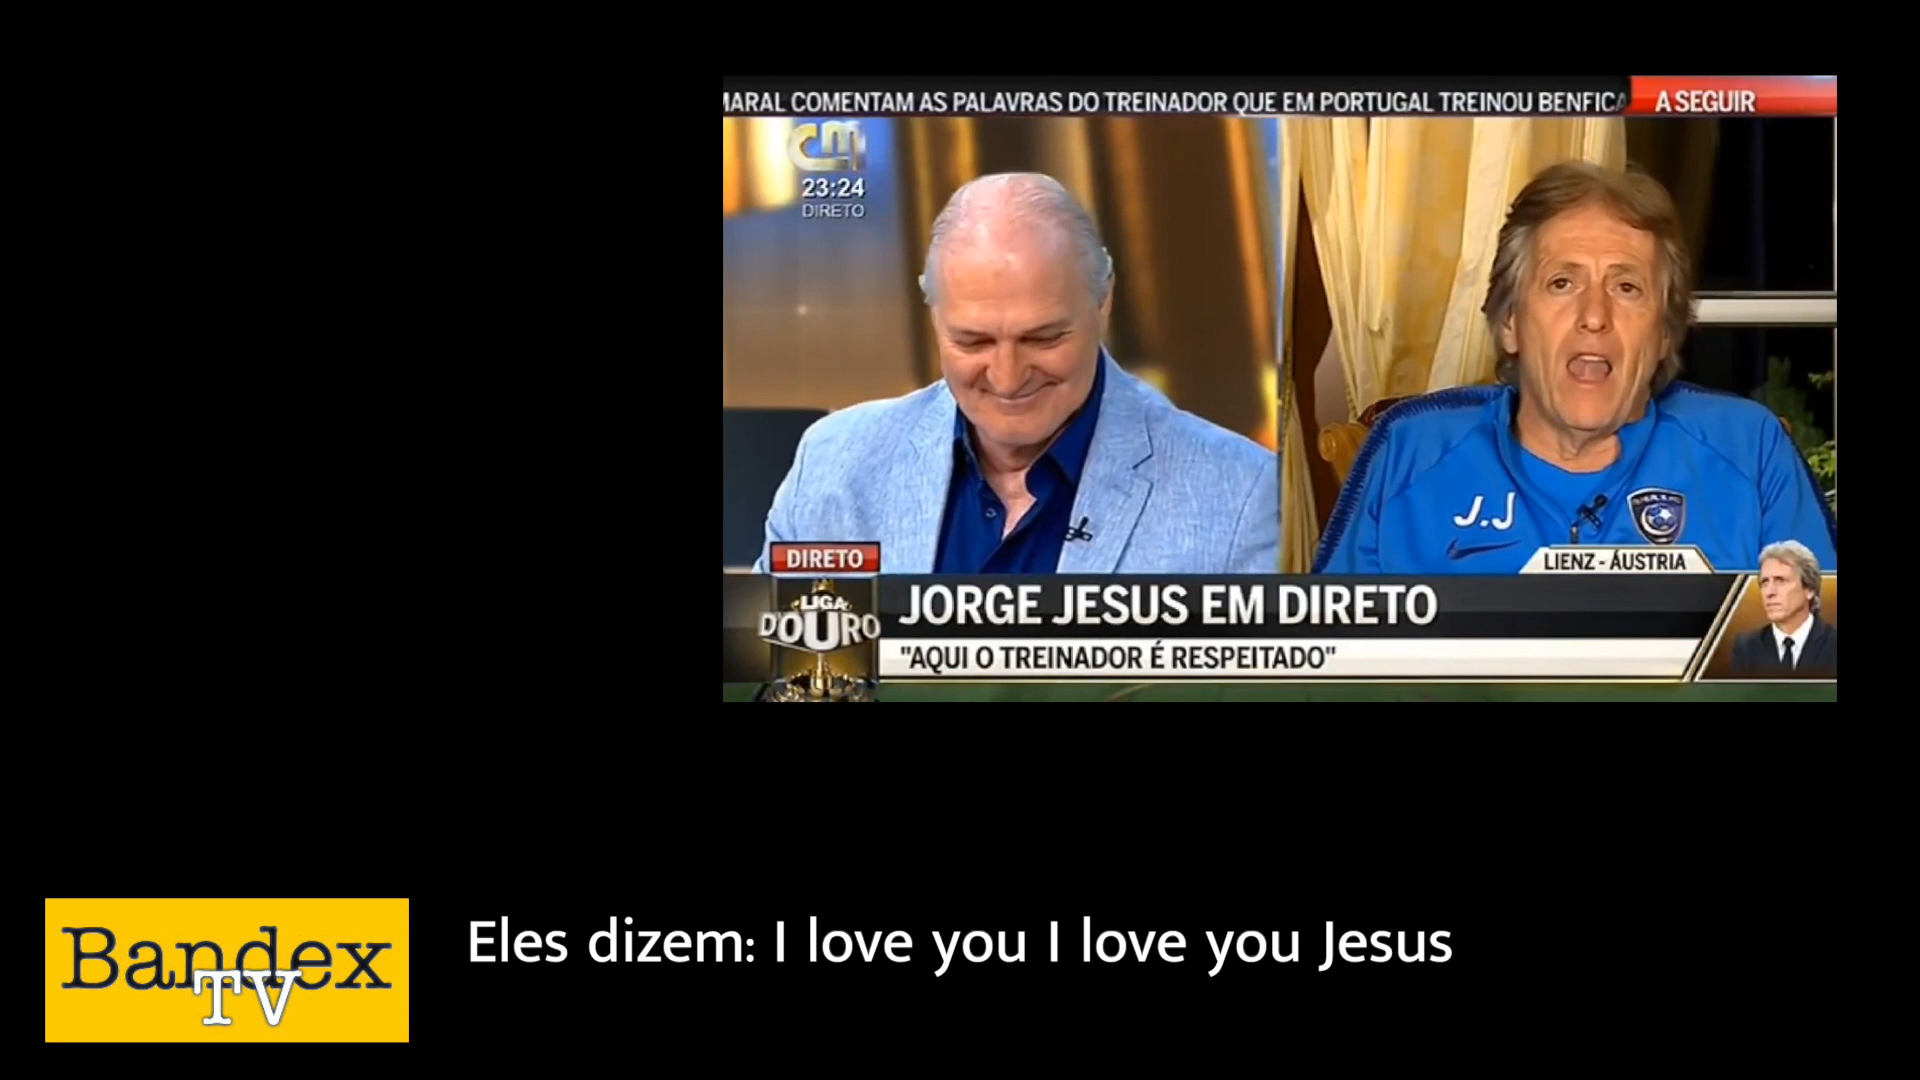 MARAL COMENTAM AS PALAVRAS DO TREINADOR QUE EM PORTUGAL TREINOU BENFICA
A SEGUIR
CM
23:24
DIRETO
J.J
LIENZ - ÁUSTRIA
DIRETO
LIGA
D'OURO
JORGE JESUS EM DIRETO
"AQUI O TREINADOR É RESPEITADO"
Bandex
TV
Eles dizem: I love you I love you Jesus